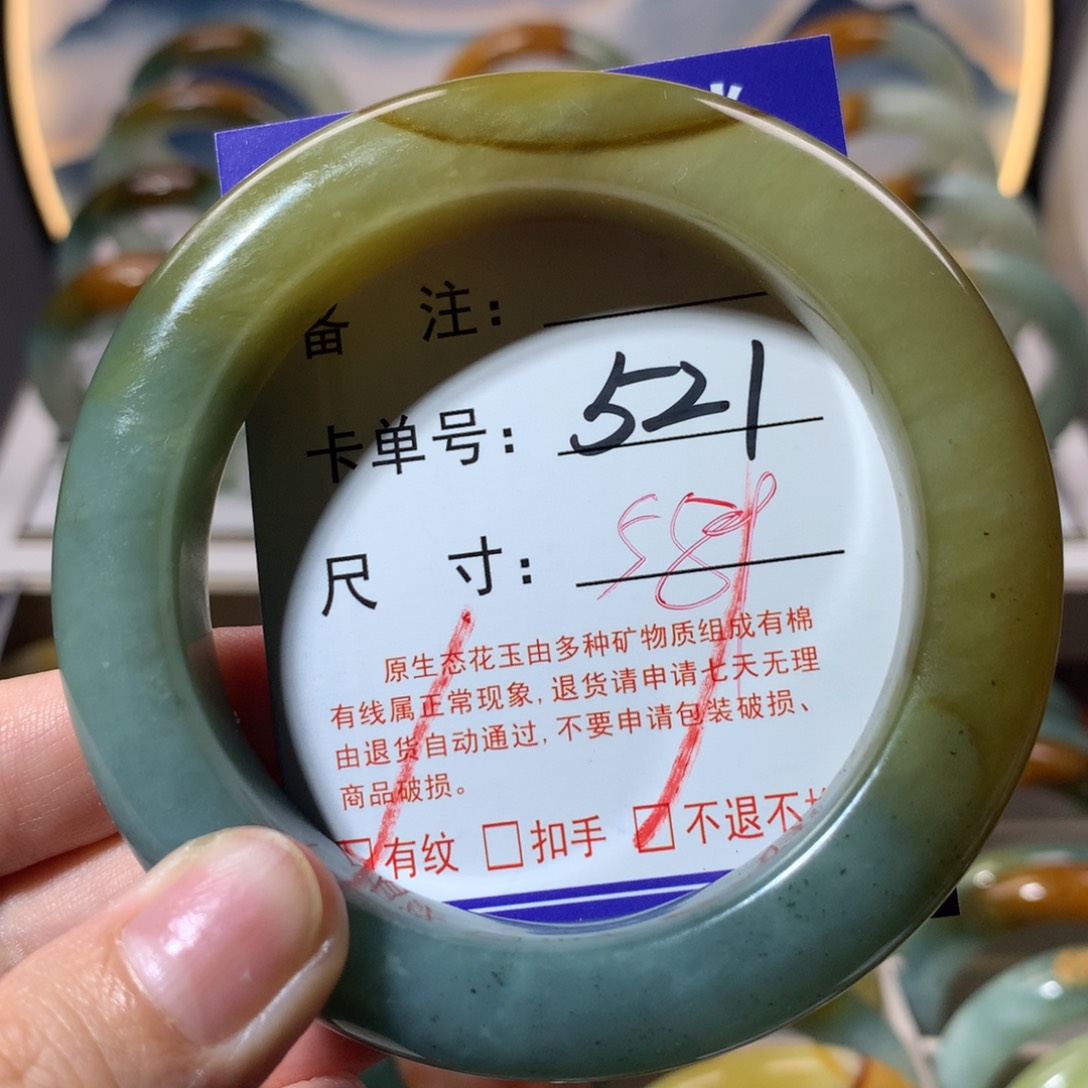 备 注：
卡单号： 521
尺 寸： 58
原生态花玉由多种矿物质组成有棉
有线属正常现象，退货请申请七天无理
由退货自动通过，不要申请包装破损、
商品破损。
有纹 □扣手 ☑不退不